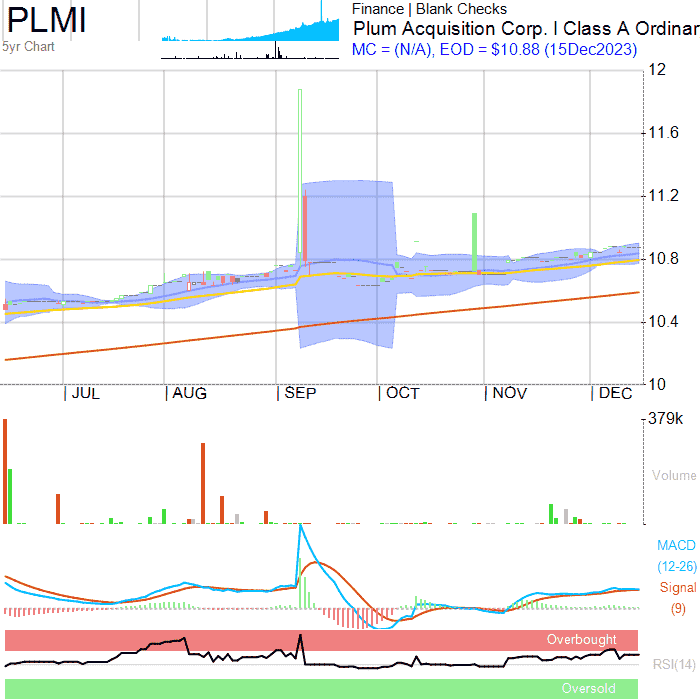 PLMI
5yr Chart
Finance | Blank Checks
Plum Acquisition Corp. I Class A Ordinar
MC = (N/A), EOD = $10.88 (15Dec2023)
12
11.6
11.2
10.8
10.4
10
JUL AUG SEP OCT NOV DEC
379k
Volume
MACD
(12-26)
Signal
(9)
Overbought
RSI(14)
Oversold